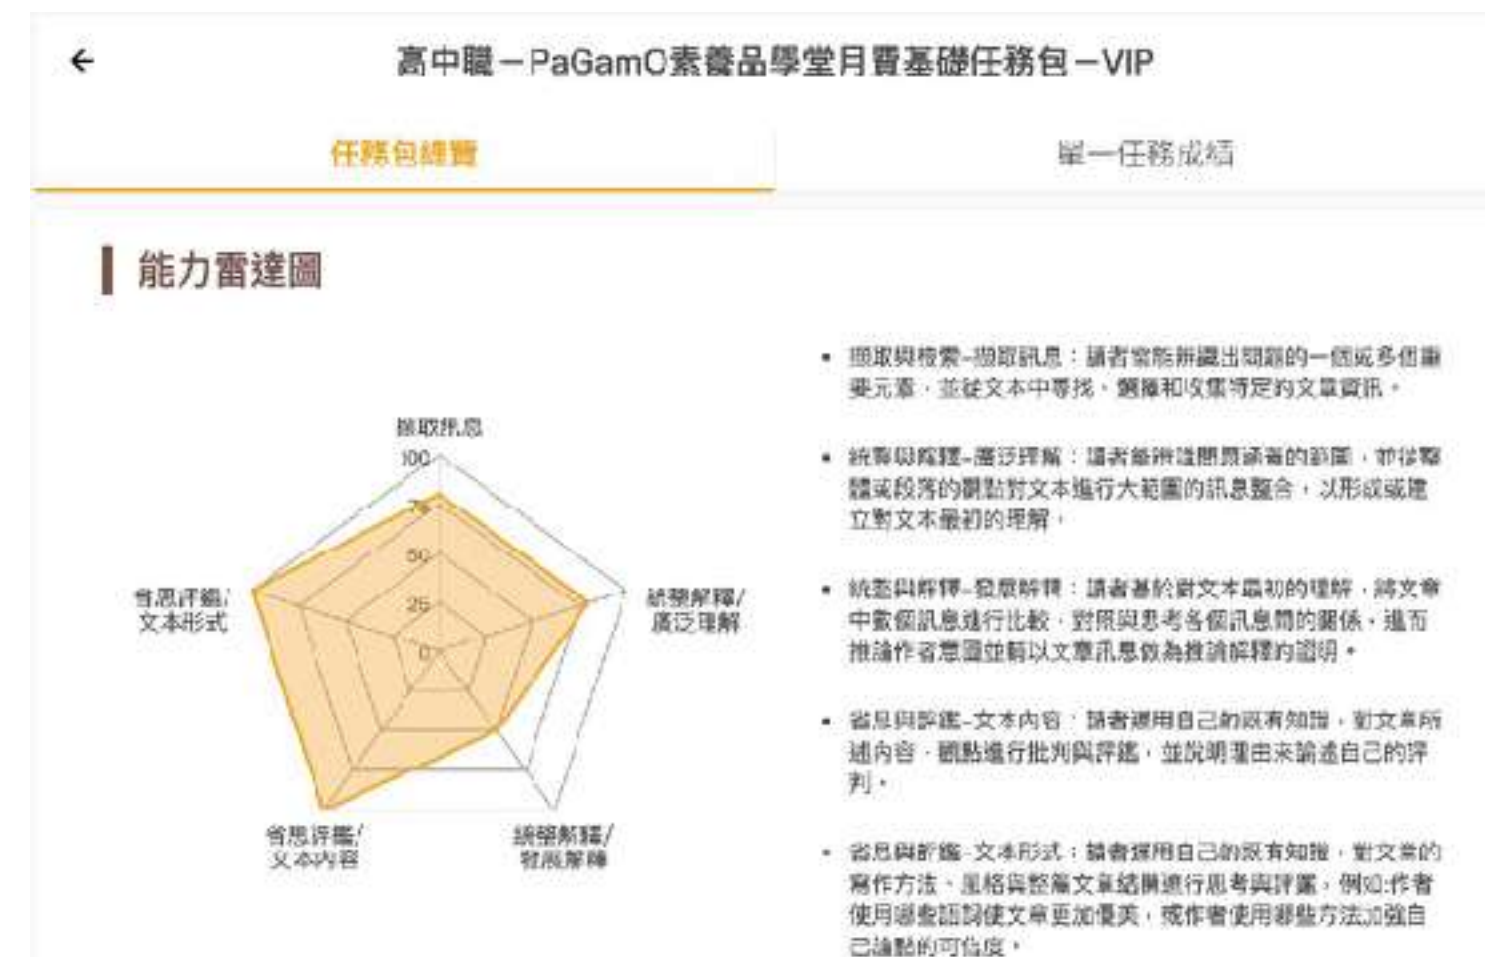 高中職－PaGamO素養品學堂月費基礎任務包－VIP
任務包總覽
單一任務成績
能力雷達圖
擷取訊息
100
75
50
25
0
省思評鑑/
文本形式
統整解釋/
廣泛理解
省思評鑑/
文本內容
統整解釋/
發展解釋
• 擷取與檢索–擷取訊息：讀者需能辨識出問題的一個或多個重
要元素，並從文本中尋找、選擇和收集特定的文章資訊。
• 統整與解釋–廣泛理解：讀者能辨識問題涵蓋的範圍，並從整
體或段落的觀點對文本進行大範圍的訊息整合，以形成或建
立對文本最初的理解，
• 統整與解釋–發展解釋：讀者基於對文本最初的理解，將文章
中數個訊息進行比較、對照與思考各個訊息間的關係，進而
推論作者意圖並輔以文章訊息做為推論解釋的證明。
• 省思與評鑑–文本內容：讀者運用自己的既有知識，對文章所
述內容、觀點進行批判與評鑑，並說明理由來論述自己的評
判。
• 省思與評鑑–文本形式：讀者運用自己的既有知識，對文章的
寫作方法、風格與整篇文章結構進行思考與評鑑，例如:作者
使用哪些語詞使文章更加優美，或作者使用哪些方法加強自
己論點的可信度。